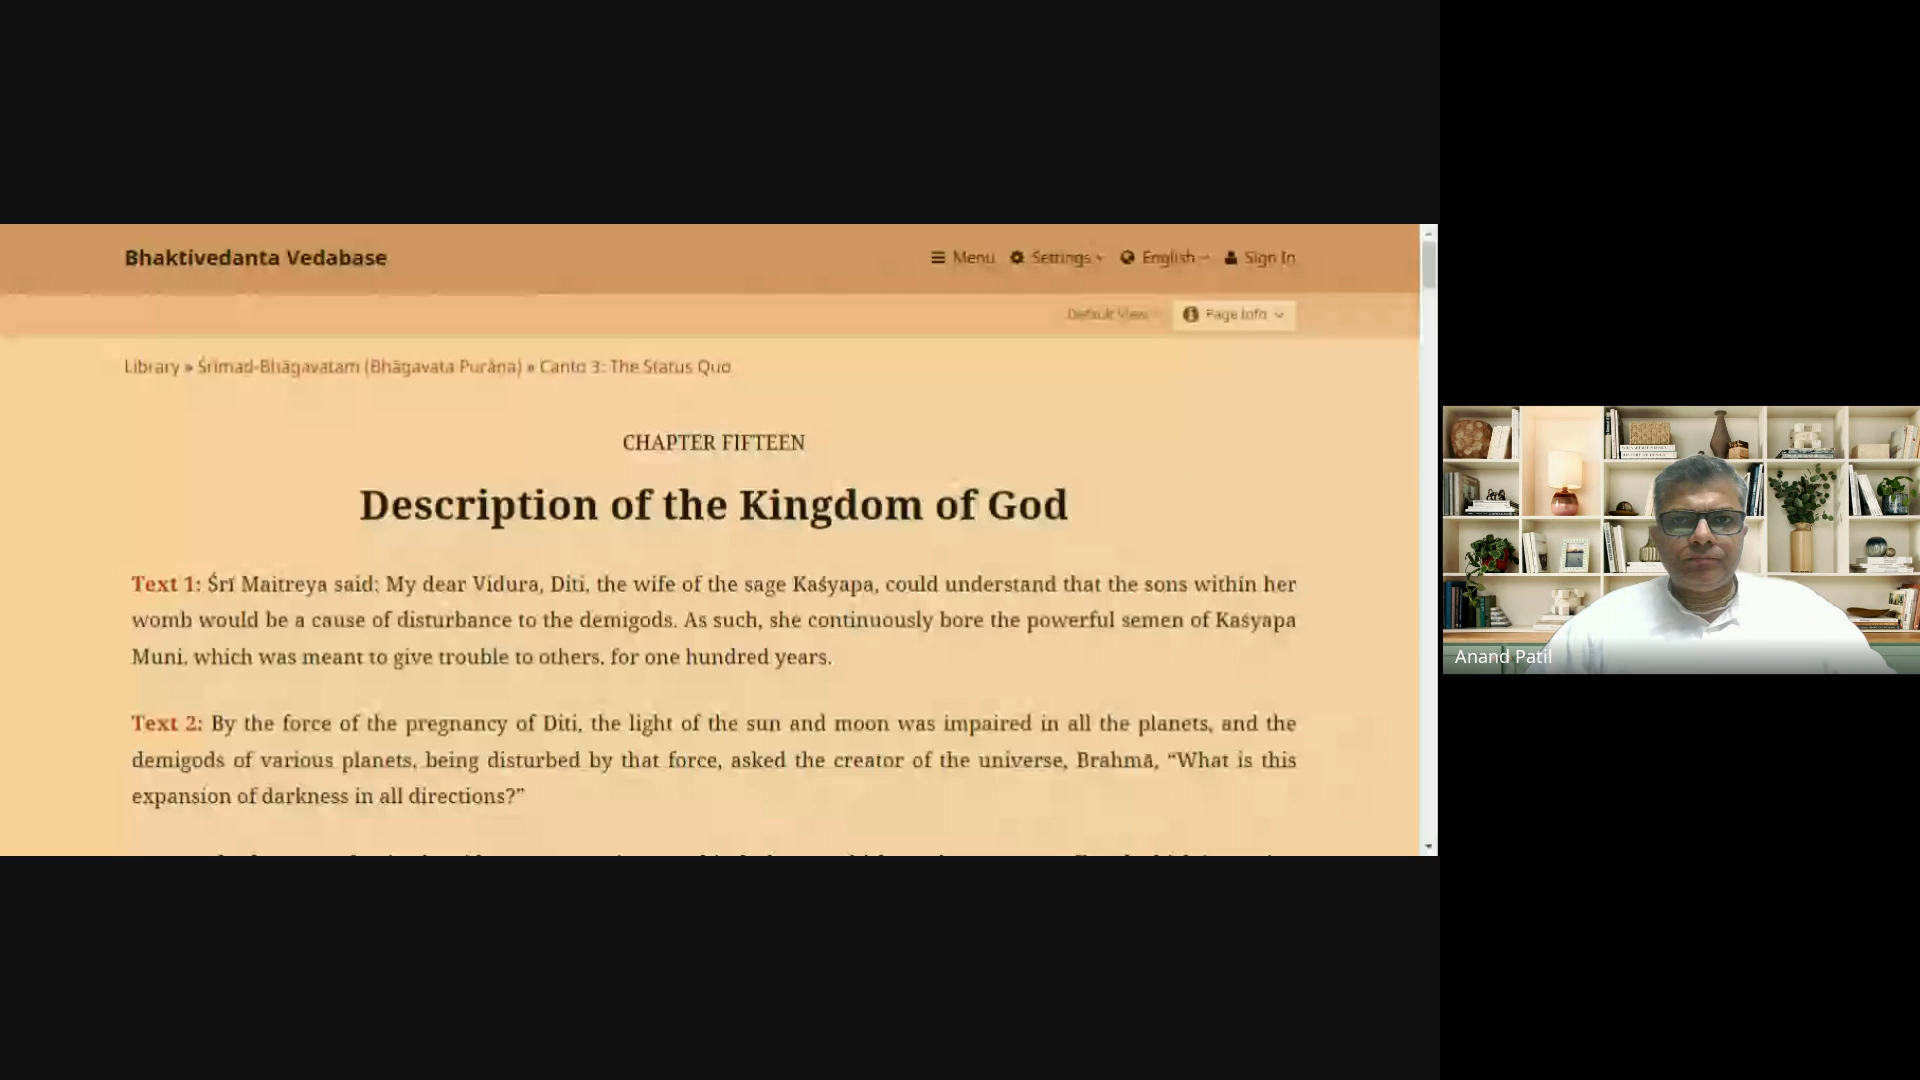 Bhaktivedanta Vedabase
Menu Settings English Sign In
Default View Page Info
Library » Śrīmad-Bhāgavatam (Bhāgavata Purāṇa) » Canto 3: The Status Quo
CHAPTER FIFTEEN
Description of the Kingdom of God
Text 1: Śrī Maitreya said: My dear Vidura, Diti, the wife of the sage Kaśyapa, could understand that the sons within her
womb would be a cause of disturbance to the demigods. As such, she continuously bore the powerful semen of Kaśyapa
Muni, which was meant to give trouble to others, for one hundred years.
Text 2: By the force of the pregnancy of Diti, the light of the sun and moon was impaired in all the planets, and the
demigods of various planets, being disturbed by that force, asked the creator of the universe, Brahmā, “What is this
expansion of darkness in all directions?”
Anand Patil